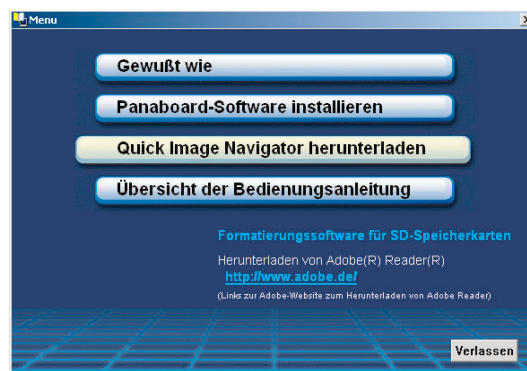 Menu
Gewußt wie
Panaboard-Software installieren
Quick Image Navigator herunterladen
Übersicht der Bedienungsanleitung
Formatierungssoftware für SD-Speicherkarten
Herunterladen von Adobe(R) Reader(R)
http://www.adobe.de/
(Links zur Adobe-Website zum Herunterladen von Adobe Reader)
Verlassen